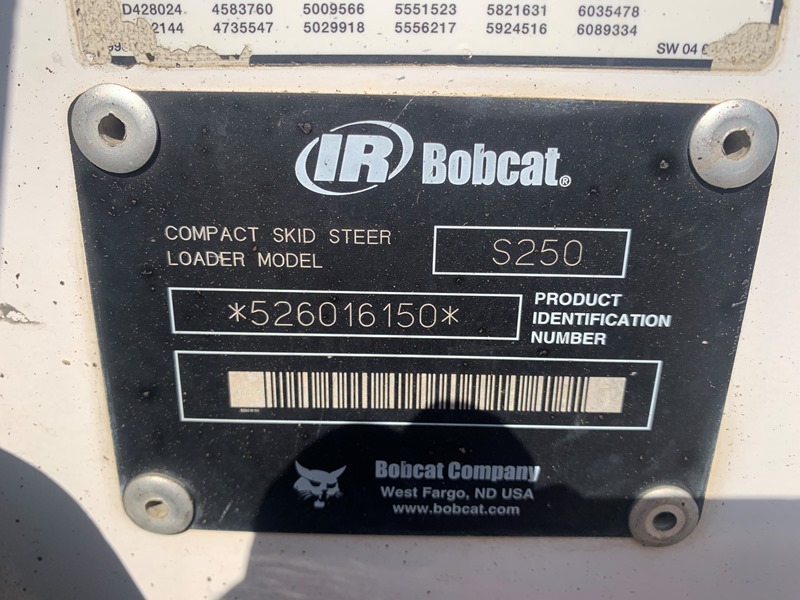 D428024 4583760 5009566 5551523 5821631 6035478
2144 4735547 5029918 5556217 5924516 6089334
SW 04
IR Bobcat®
COMPACT SKID STEER
LOADER MODEL
S250
*526016150*
PRODUCT
IDENTIFICATION
NUMBER
Bobcat Company
West Fargo, ND USA
www.bobcat.com